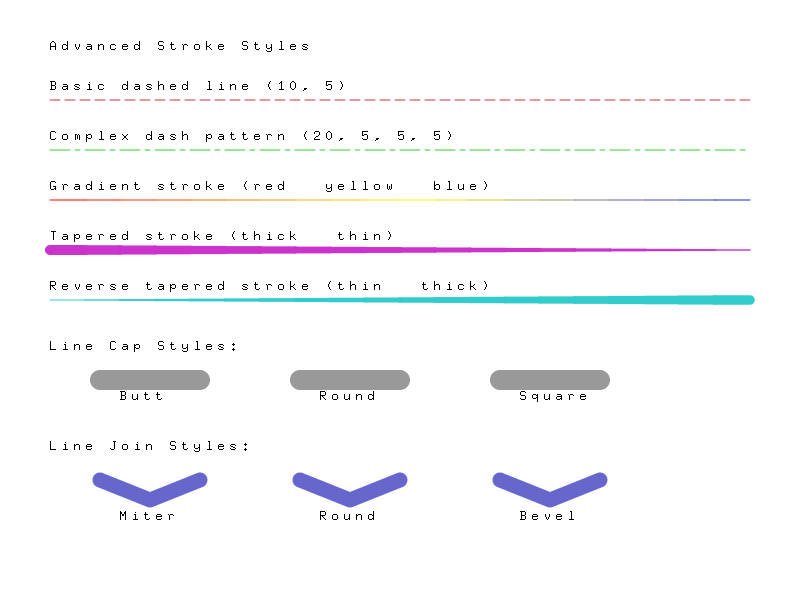 Advanced Stroke Styles
Basic dashed line (10, 5)
Complex dash pattern (20, 5, 5, 5)
Gradient stroke (red   yellow   blue)
Tapered stroke (thick   thin)
Reverse tapered stroke (thin   thick)
Line Cap Styles:
Butt Round Square
Line Join Styles:
Miter Round Bevel